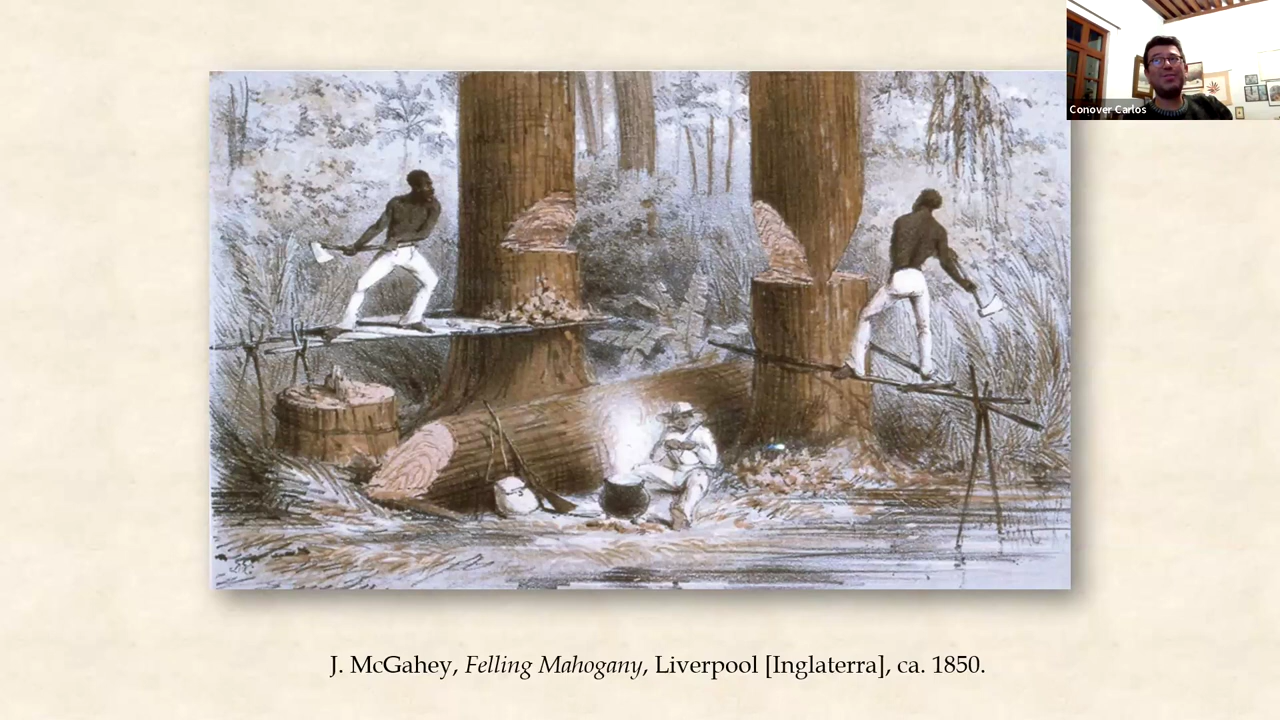 Conover Carlos
J. McGahey, Felling Mahogany, Liverpool [Inglaterra], ca. 1850.